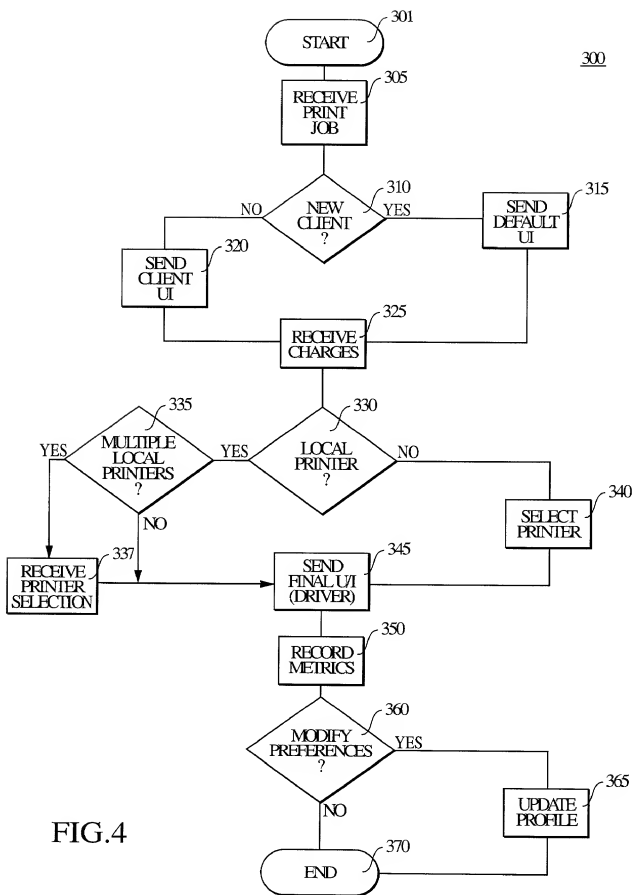 301
START
300
305
RECEIVE
PRINT
JOB
310
315
NO
NEW
CLIENT
?
YES
SEND
DEFAULT
UI
320
SEND
CLIENT
UI
325
RECEIVE
CHARGES
335
330
YES
MULTIPLE
LOCAL
PRINTERS
?
YES
LOCAL
PRINTER
?
NO
340
NO
SELECT
PRINTER
337
RECEIVE
PRINTER
SELECTION
345
SEND
FINAL U/I
(DRIVER)
350
RECORD
METRICS
360
MODIFY
PREFERENCES
?
YES
365
NO
UPDATE
PROFILE
FIG.4
370
END